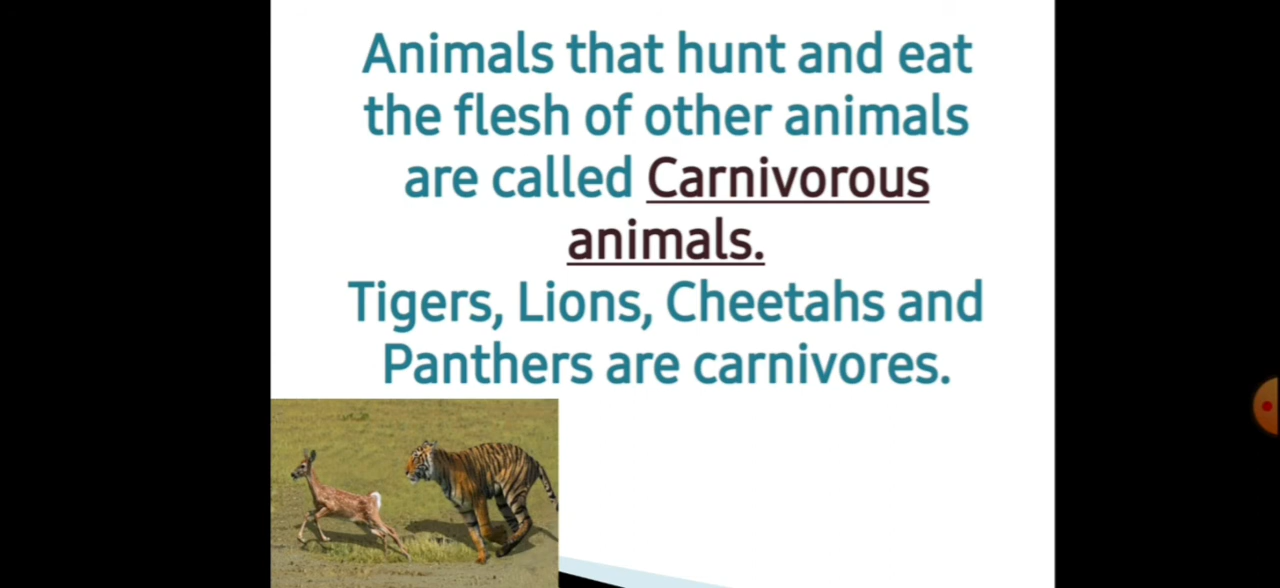 Animals that hunt and eat
the flesh of other animals
are called Carnivorous
animals.
Tigers, Lions, Cheetahs and
Panthers are carnivores.